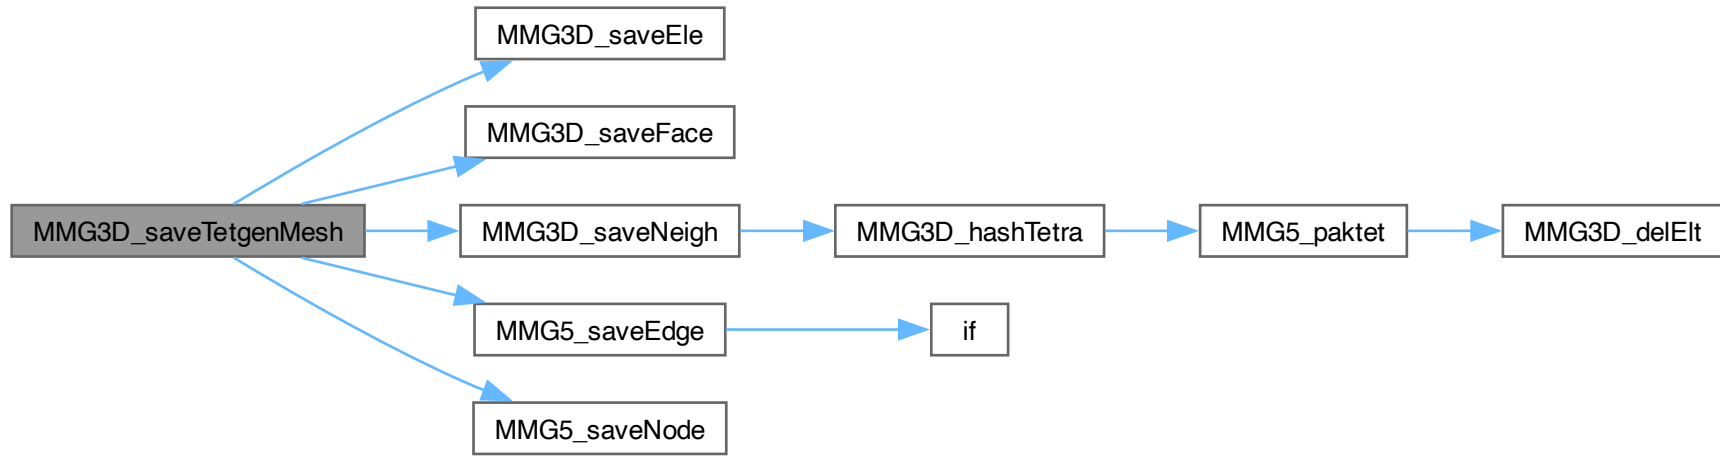 MMG3D_saveEle
MMG3D_saveFace
MMG3D_saveTetgenMesh
MMG3D_saveNeigh
MMG3D_hashTetra
MMG5_paktet
MMG3D_delElt
MMG5_saveEdge
if
MMG5_saveNode